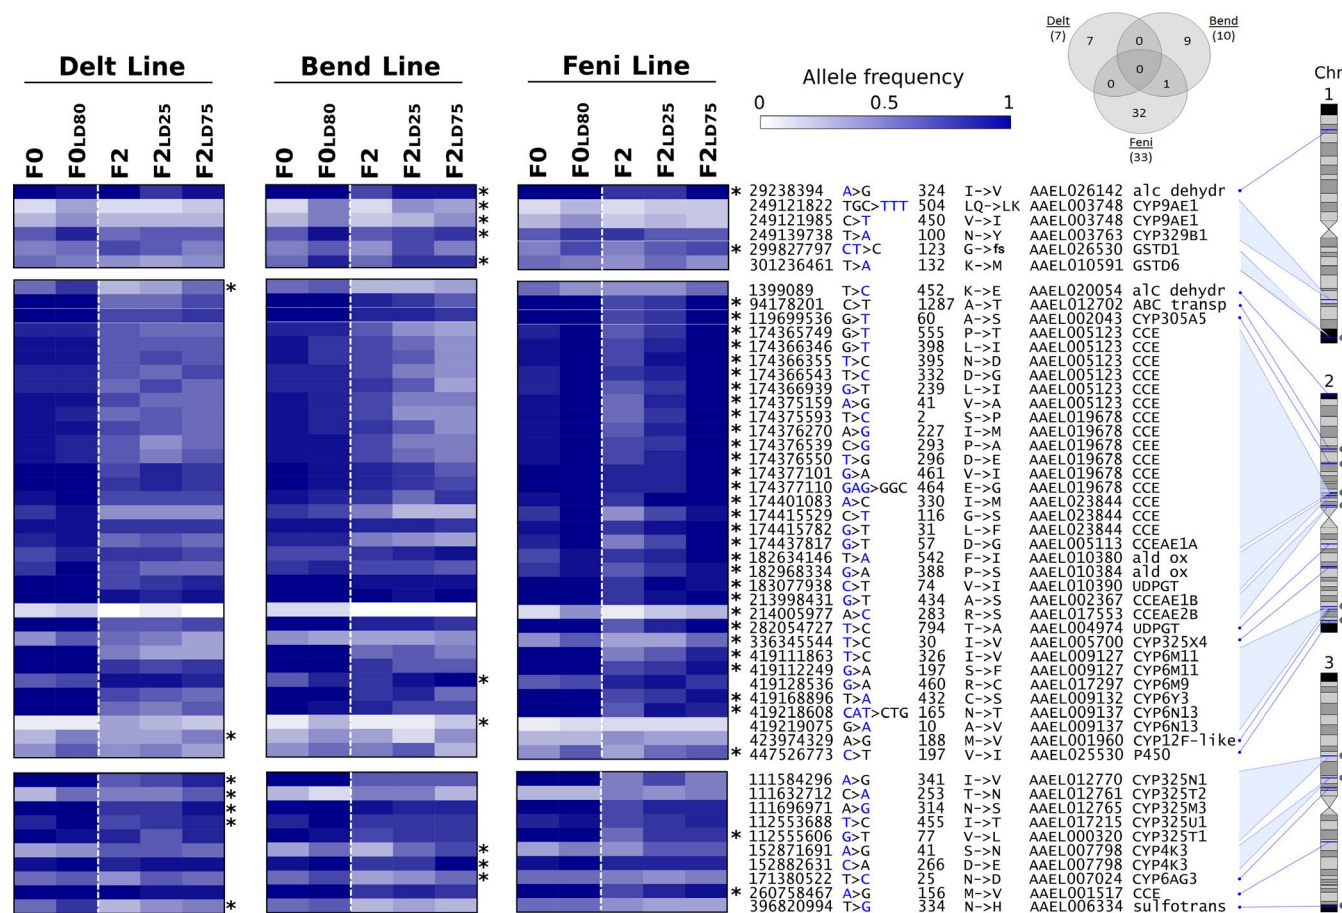 Delt (7)
Bend (10)
7 0 9
0
0 1
32
Feni (33)
Delt Line
Bend Line
Feni Line
Allele frequency
0 0.5 1
Chr
1
F0 F0LD80 F2 F2LD25 F2LD75
F0 F0LD80 F2 F2LD25 F2LD75
F0 F0LD80 F2 F2LD25 F2LD75
* * 29238394 A>G 324 I->V AAEL026142 alc dehydr
* 249121822 TGC>TTT 504 LQ->LK AAEL003748 CYP9AE1
* 249121985 C>T 450 V->I AAEL003748 CYP9AE1
* 249139738 T>A 100 N->Y AAEL003763 CYP329B1
* 299827797 CT>C 123 G->fs AAEL026530 GSTD1
* 301236461 T>A 132 K->M AAEL010591 GSTD6
* 1399089 T>C 452 K->E AAEL020054 alc dehydr
* 94178201 C>T 1287 A->T AAEL012702 ABC transp
* 119699536 G>T 60 A->S AAEL002043 CYP305A5
* 174365749 G>T 555 P->T AAEL005123 CCE
* 174366346 G>T 398 L->I AAEL005123 CCE
* 174366355 T>C 395 N->D AAEL005123 CCE
* 174366543 T>C 332 D->G AAEL005123 CCE
* 174366939 G>T 239 L->I AAEL005123 CCE
* 174375159 A>G 41 V->A AAEL005123 CCE
* 174375593 T>C 2 S->P AAEL019678 CCE
* 174376270 A>G 227 I->M AAEL019678 CCE
* 174376539 C>G 293 P->A AAEL019678 CCE
* 174376550 T>G 296 D->E AAEL019678 CCE
* 174377101 G>A 461 V->I AAEL019678 CCE
* 174377110 GAG>GGC 464 E->G AAEL019678 CCE
* 174401083 A>C 330 I->M AAEL023844 CCE
* 174415529 C>T 116 G->S AAEL023844 CCE
* 174415782 G>T 31 L->F AAEL023844 CCE
* 174437817 G>T 57 D->G AAEL005113 CCEAE1A
* 182634146 T>A 542 F->I AAEL010380 ald ox
* 182968334 G>A 388 P->S AAEL010384 ald ox
* 183077938 C>T 74 V->I AAEL010390 UDPGT
* 213998431 G>T 434 A->S AAEL002367 CCEAE1B
* 214005977 A>C 283 R->S AAEL017553 CCEAE2B
* 282054727 T>C 794 T->A AAEL004974 UDPGT
* 336345544 T>C 30 I->V AAEL005700 CYP325X4
* 419111863 T>C 326 I->V AAEL009127 CYP6M11
* 419112249 G>A 197 S->F AAEL009127 CYP6M11
* 419128536 G>A 460 R->C AAEL017297 CYP6M9
* 419168896 T>A 432 C->S AAEL009132 CYP6Y3
* 419218608 CAT>CTG 165 N->T AAEL009137 CYP6N13
* 419219075 G>A 10 A->V AAEL009137 CYP6N13
* 423974329 A>G 188 M->V AAEL001960 CYP12F-like
* 447526773 C>T 197 V->I AAEL025530 P450
* 111584296 A>G 341 I->V AAEL012770 CYP325N1
* 111632712 C>A 253 T->N AAEL012761 CYP325T2
* 111696971 A>G 314 N->S AAEL012765 CYP325M3
* 112553688 T>C 455 I->T AAEL017215 CYP325U1
* 112555606 G>T 77 V->L AAEL000320 CYP325T1
* 152871691 A>G 41 S->N AAEL007798 CYP4K3
* 152882631 C>A 266 D->E AAEL007798 CYP4K3
* 171380522 T>C 25 N->D AAEL007024 CYP6AG3
* 260758467 A>G 156 M->V AAEL001517 CCE
* 396820994 T>G 334 N->H AAEL006334 sulfotrans
2
3